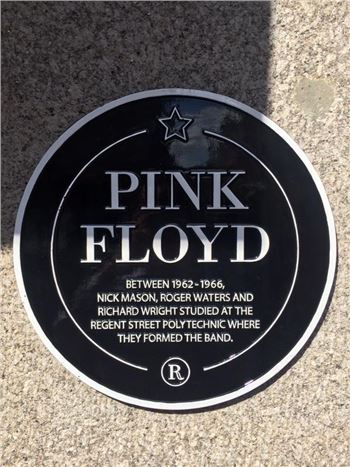 PINK
FLOYD
BETWEEN 1962-1966,
NICK MASON, ROGER WATERS AND
RICHARD WRIGHT STUDIED AT THE
REGENT STREET POLYTECHNIC WHERE
THEY FORMED THE BAND.
R